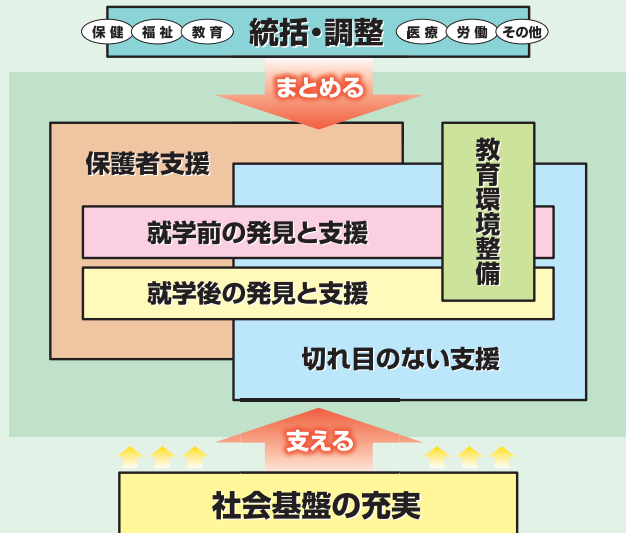 保健 福祉 教育 統括・調整 医療 労働 その他
まとめる
保護者支援
教育環境整備
就学前の発見と支援
就学後の発見と支援
切れ目のない支援
支える
社会基盤の充実